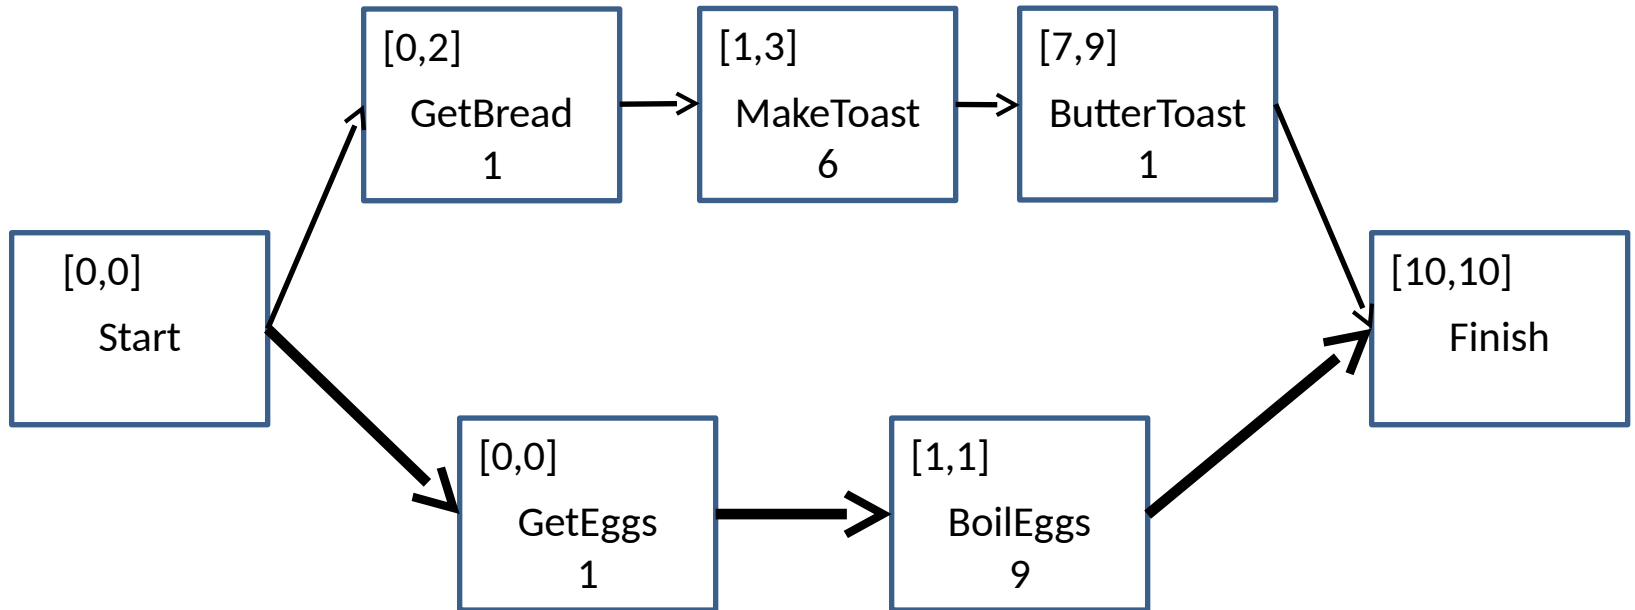 [0,2]
GetBread
1
[1,3]
MakeToast
6
[7,9]
ButterToast
1
[0,0]
Start
[10,10]
Finish
[0,0]
GetEggs
1
[1,1]
BoilEggs
9